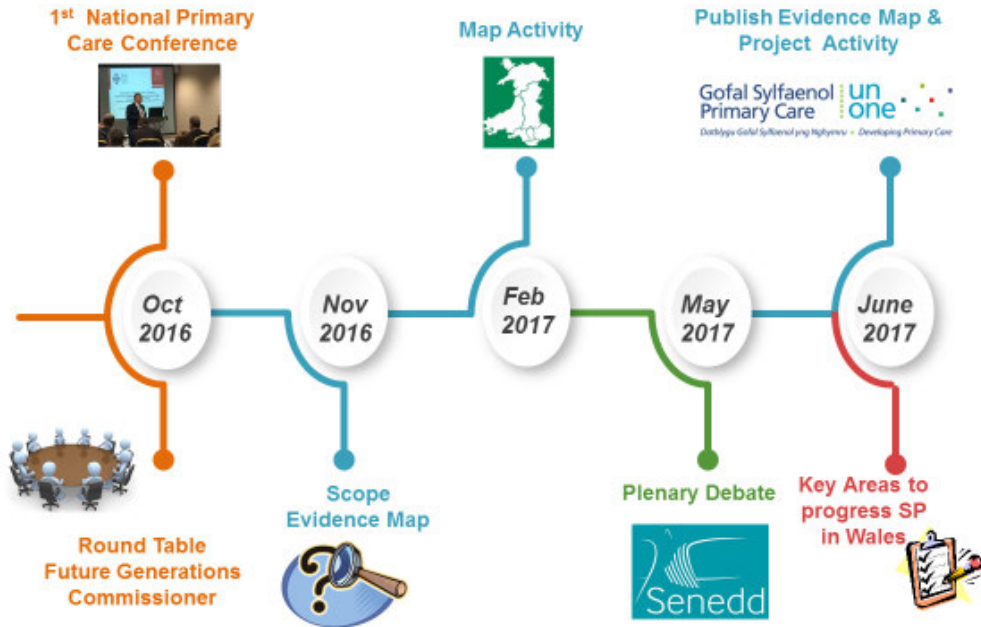 1st National Primary
Care Conference
Map Activity
Publish Evidence Map &
Project Activity
Gofal Sylfaenol
Primary Care
un
one
Datblygu Gofal Sylfaenol yng Nghymru • Developing Primary Care
Oct
2016
Nov
2016
Feb
2017
May
2017
June
2017
Round Table
Future Generations
Commissioner
Scope
Evidence Map
?
Plenary Debate
Senedd
Key Areas to
progress SP
in Wales